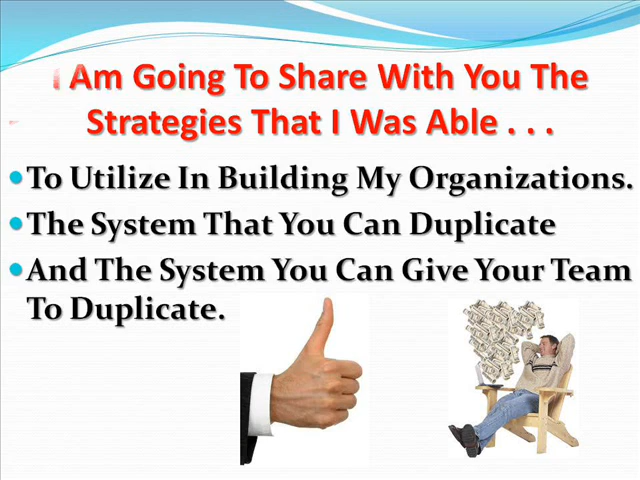 I Am Going To Share With You The
Strategies That I Was Able . . .
To Utilize In Building My Organizations.
The System That You Can Duplicate
And The System You Can Give Your Team
To Duplicate.